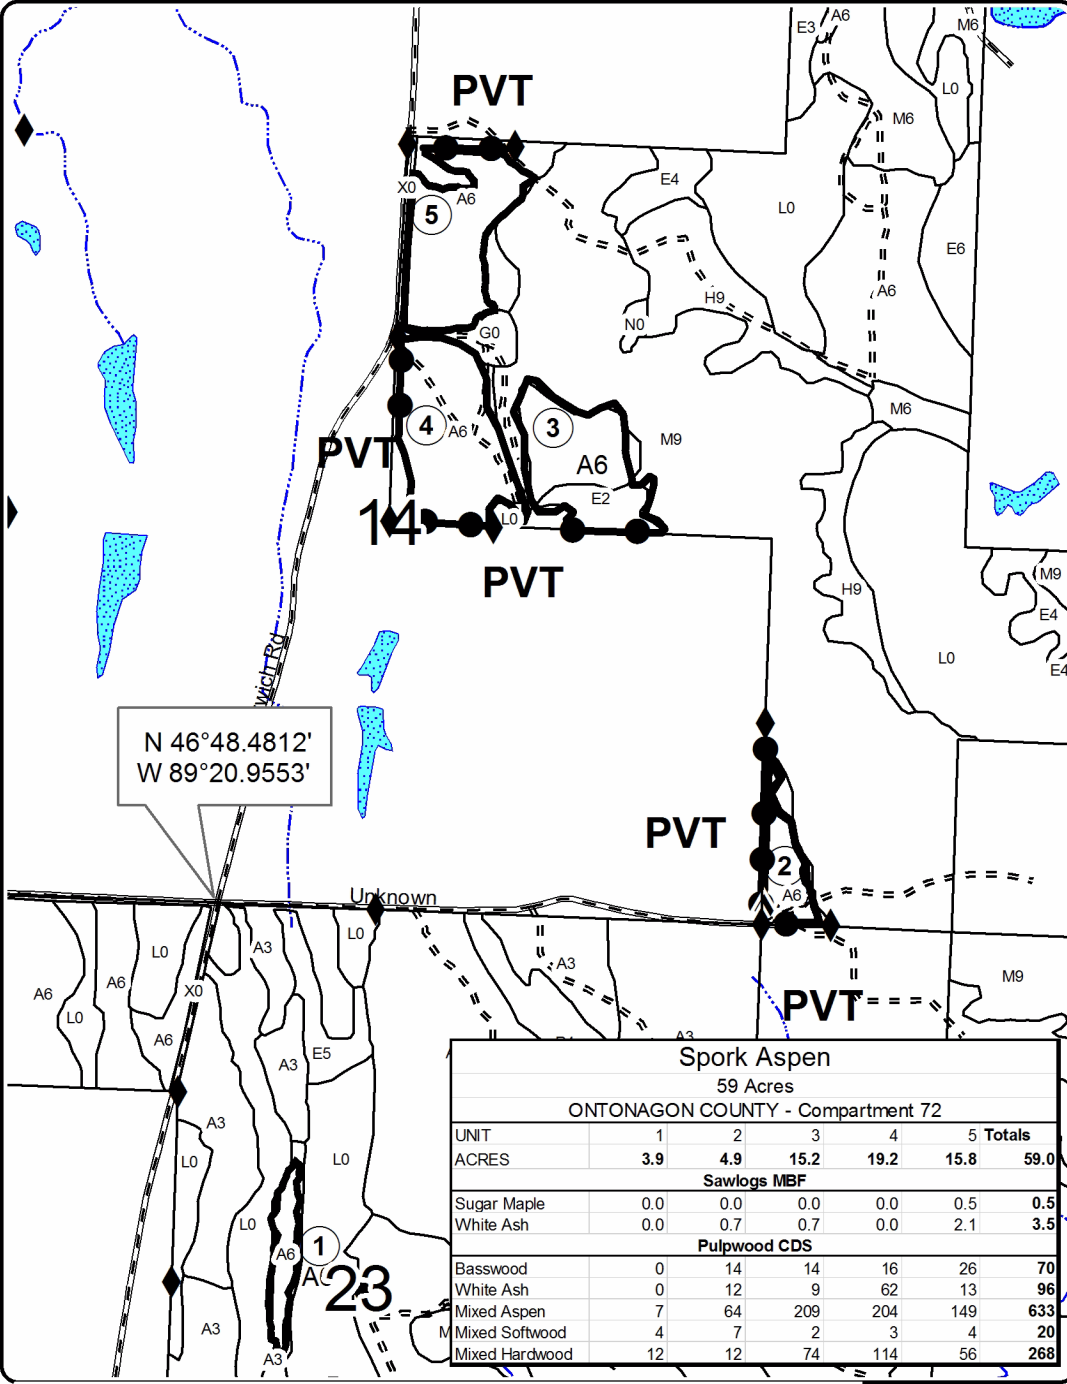 A6
E3
M6
PVT
L0
M6
E4
X0
A6
5
L0
E6
A6
H9
N0
G0
M6
4
A6
3
M9
PVT
A6
E2
14
L0
PVT
M9
H9
E4
L0
E4
wich Rd
N 46°48.4812'
W 89°20.9553'
PVT
2
A6
Unknown
L0
A3
L0
A3
M9
A6
A6
X0
L0
PVT
A6
A3
E5
A3
A3
L0
L0
L0
A6
1
23
A3
A3
M
Spork Aspen
59 Acres
ONTONAGON COUNTY - Compartment 72
UNIT 1 2 3 4 5 Totals
ACRES 3.9 4.9 15.2 19.2 15.8 59.0
Sawlogs MBF
Sugar Maple 0.0 0.0 0.0 0.0 0.5 0.5
White Ash 0.0 0.7 0.7 0.0 2.1 3.5
Pulpwood CDS
Basswood 0 14 14 16 26 70
White Ash 0 12 9 62 13 96
Mixed Aspen 7 64 209 204 149 633
Mixed Softwood 4 7 2 3 4 20
Mixed Hardwood 12 12 74 114 56 268